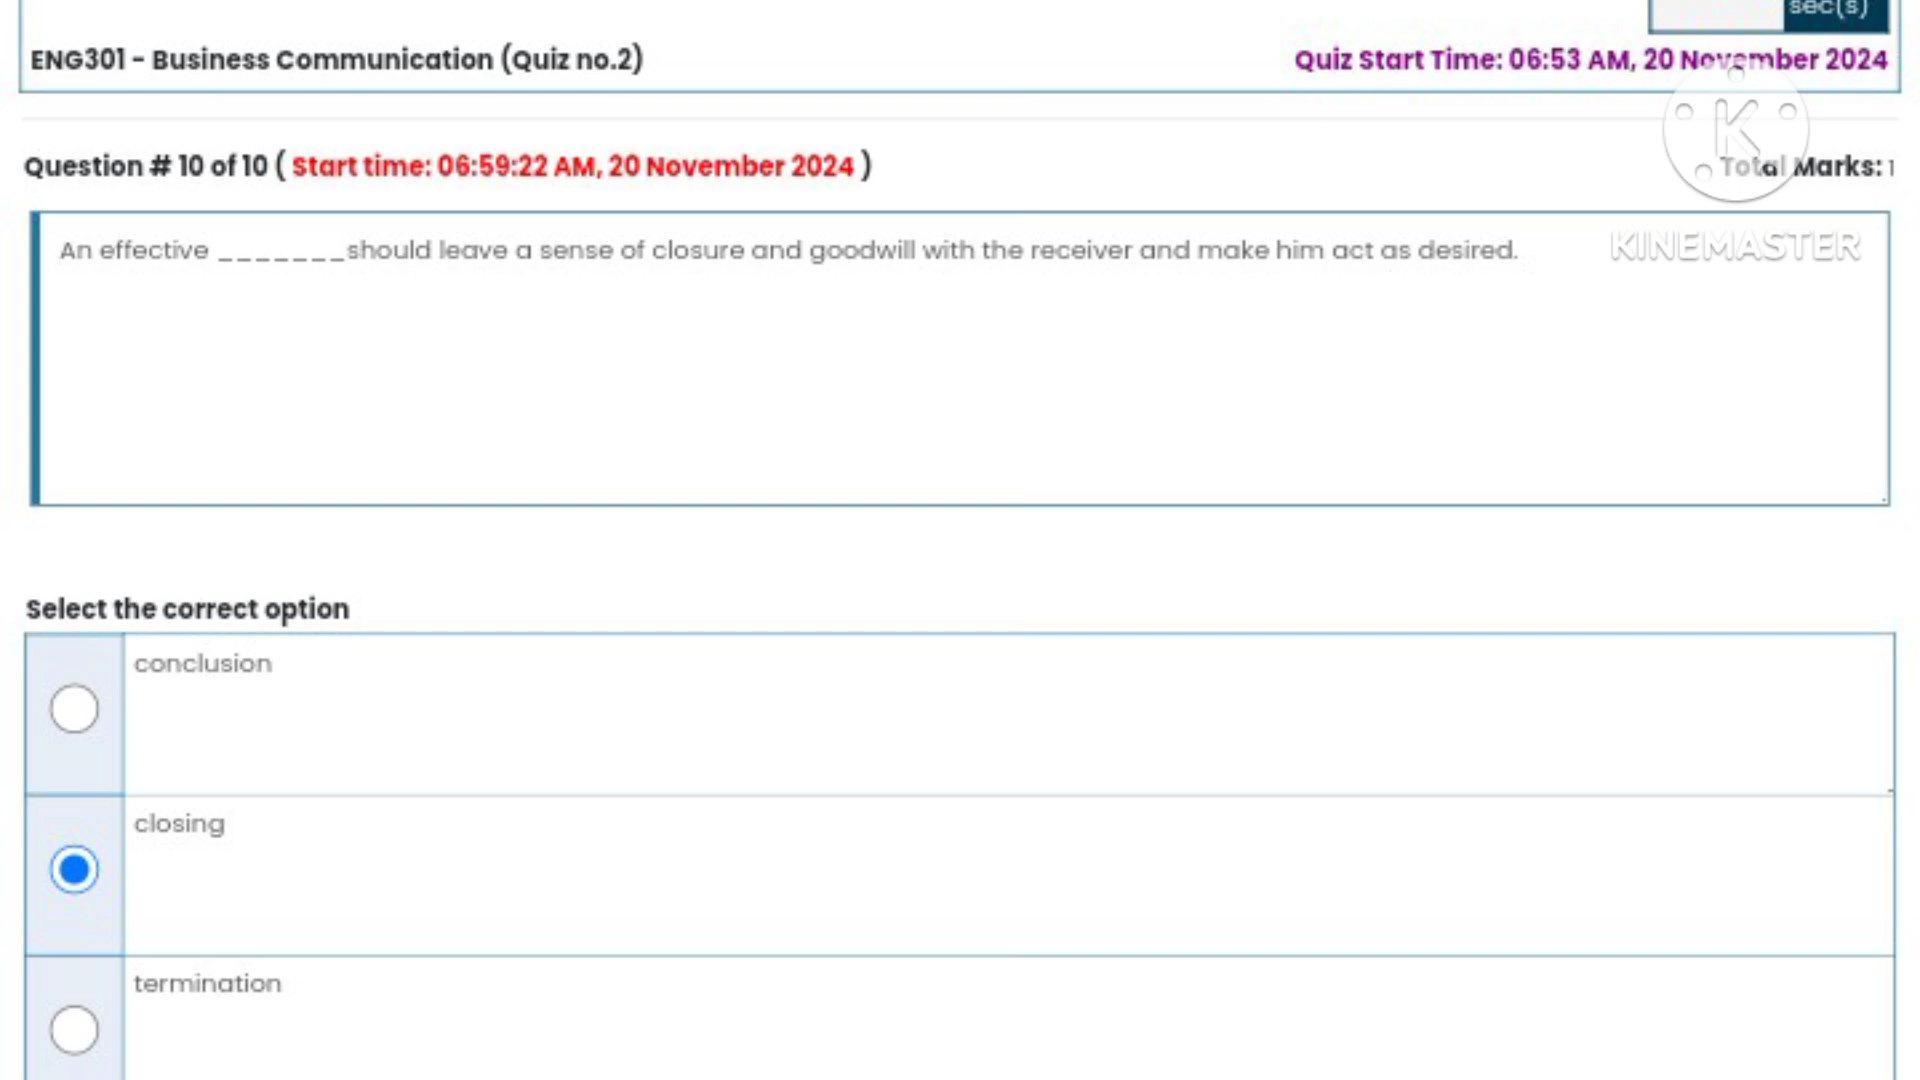 sec(s)
ENG301 - Business Communication (Quiz no.2)
Quiz Start Time: 06:53 AM, 20 November 2024
Question # 10 of 10 ( Start time: 06:59:22 AM, 20 November 2024 )
Total Marks: 1
An effective _______should leave a sense of closure and goodwill with the receiver and make him act as desired.
KINEMASTER
Select the correct option
conclusion
closing
termination